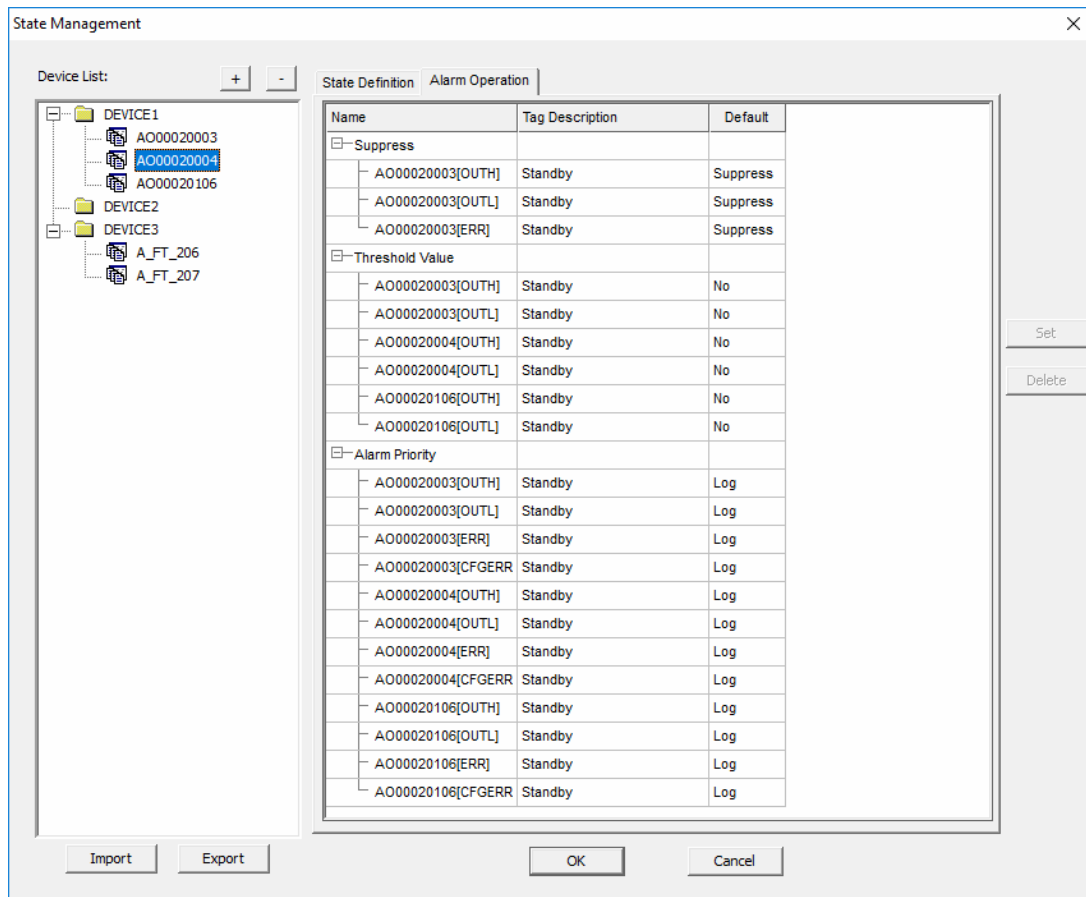 State Management
Device List:
+ -
DEVICE1
AO00020003
AO00020004
AO00020106
DEVICE2
DEVICE3
A_FT_206
A_FT_207
Import Export
State Definition Alarm Operation
Name Tag Description Default
Suppress
AO00020003[OUTH] Standby Suppress
AO00020003[OUTL] Standby Suppress
AO00020003[ERR] Standby Suppress
Threshold Value
AO00020003[OUTH] Standby No
AO00020003[OUTL] Standby No
AO00020004[OUTH] Standby No
AO00020004[OUTL] Standby No
AO00020106[OUTH] Standby No
AO00020106[OUTL] Standby No
Alarm Priority
AO00020003[OUTH] Standby Log
AO00020003[OUTL] Standby Log
AO00020003[ERR] Standby Log
AO00020003[CFGERR Standby Log
AO00020004[OUTH] Standby Log
AO00020004[OUTL] Standby Log
AO00020004[ERR] Standby Log
AO00020004[CFGERR Standby Log
AO00020106[OUTH] Standby Log
AO00020106[OUTL] Standby Log
AO00020106[ERR] Standby Log
AO00020106[CFGERR Standby Log
Set
Delete
OK Cancel